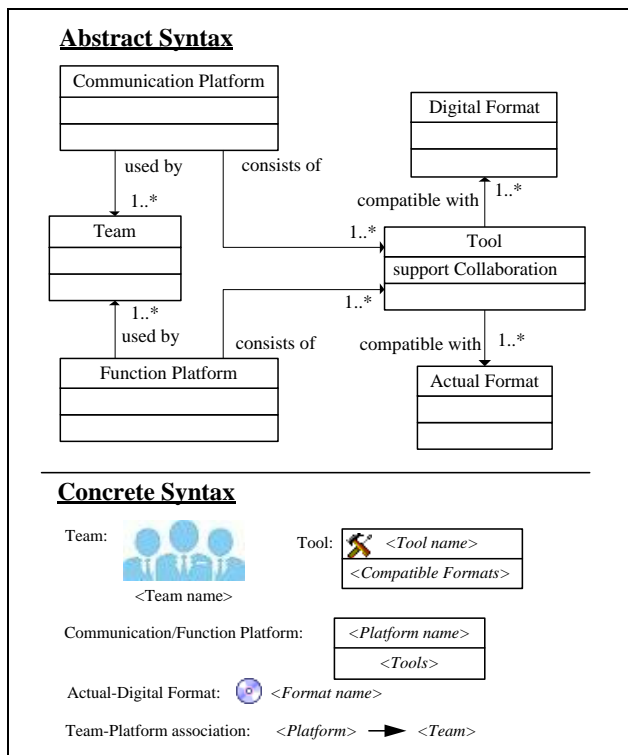 Abstract Syntax
Communication Platform
Digital Format
used by
consists of
1..*
compatible with
1..*
Team
1..*
Tool
support Collaboration
1..*
used by
1..*
consists of
compatible with
1..*
Function Platform
Actual Format
Concrete Syntax
Team:
<Team name>
Tool:
<Tool name>
<Compatible Formats>
Communication/Function Platform:
<Platform name>
<Tools>
Actual-Digital Format:
<Format name>
Team-Platform association:
<Platform>
<Team>